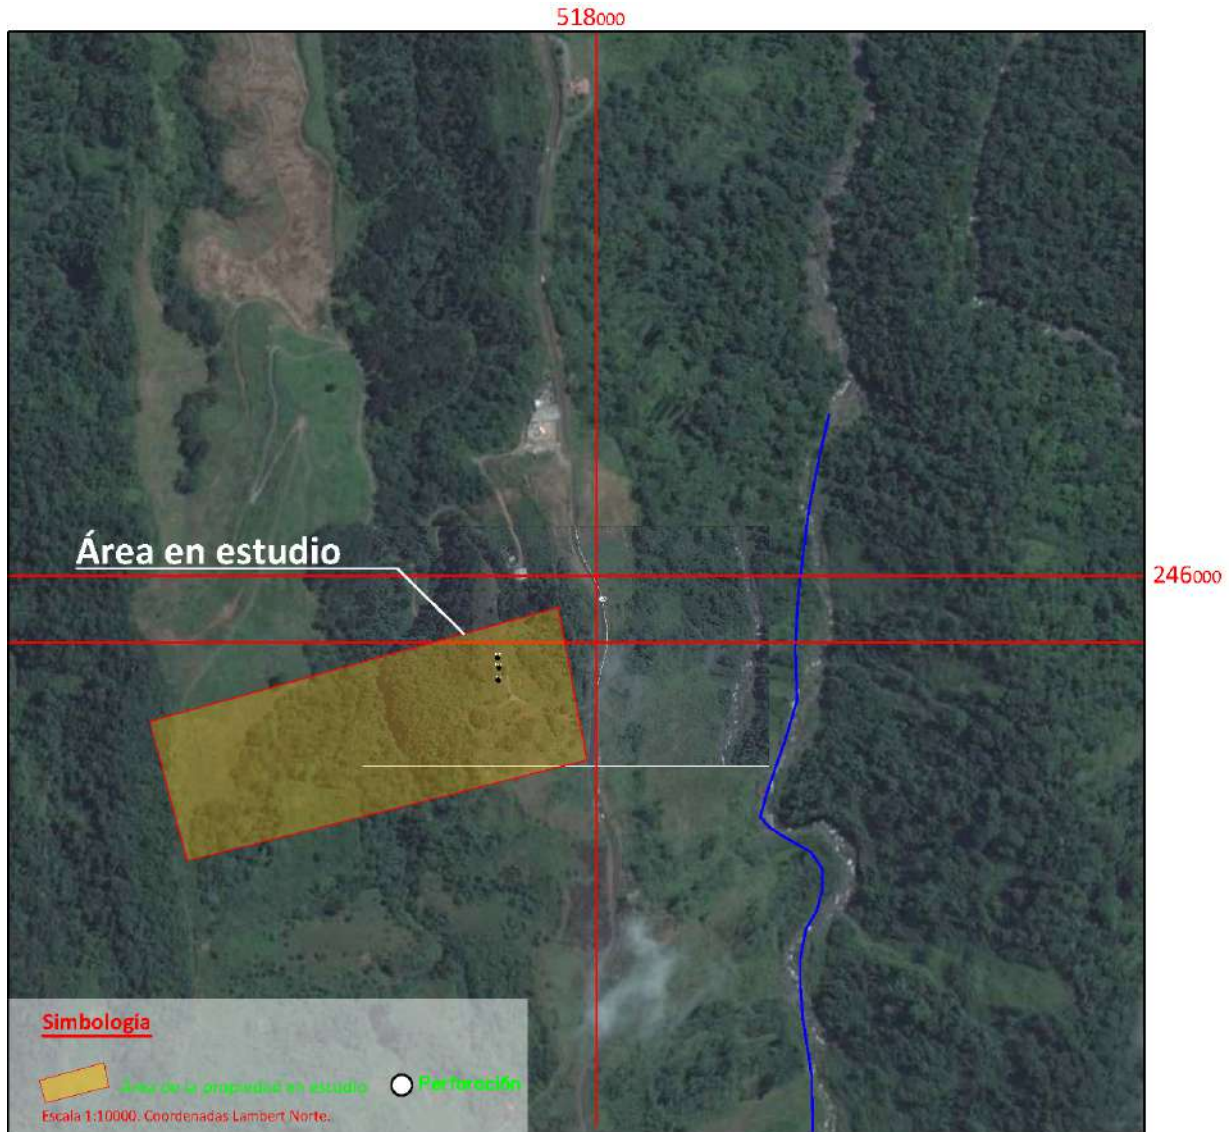 518000
Área en estudio
246000
Simbología
Área de la propiedad en estudio
Perforación
Escala 1:10000. Coordenadas Lambert Norte.